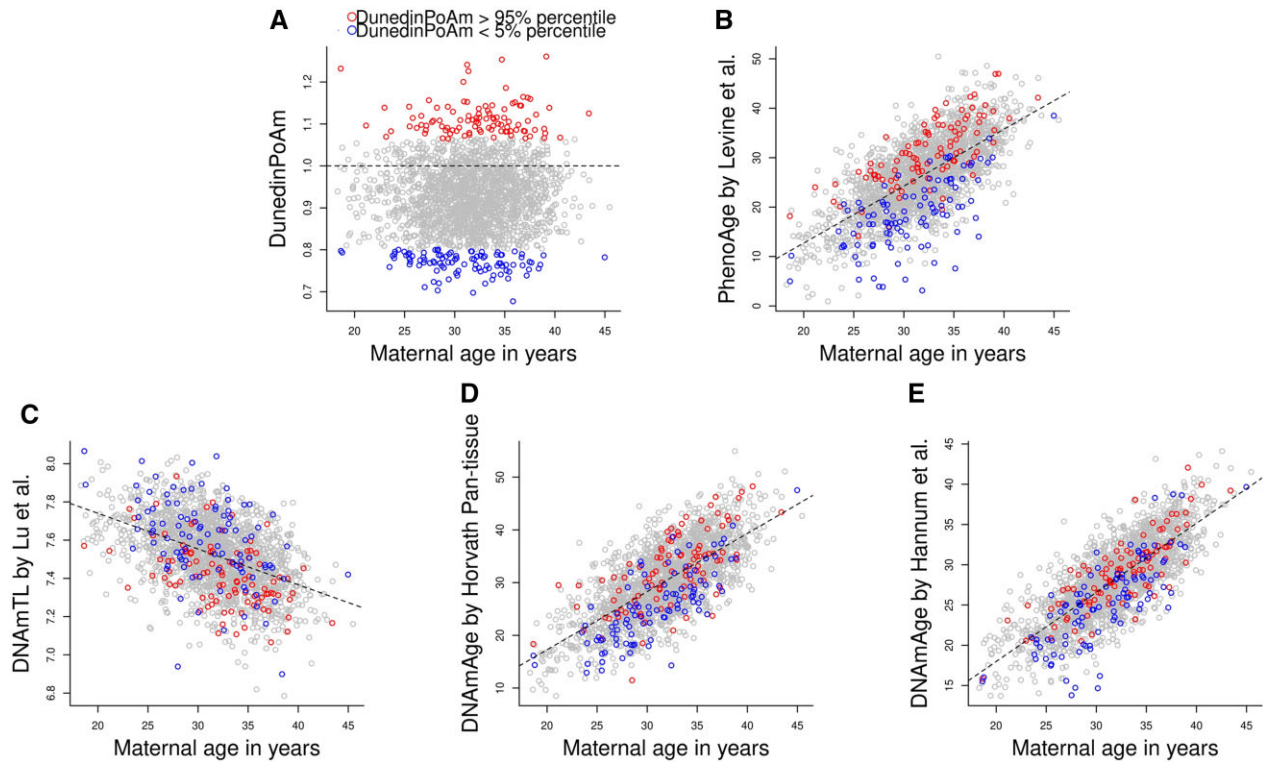 A
DunedinPoAm > 95% percentile
DunedinPoAm < 5% percentile
DunedinPoAm
0.7 0.8 0.9 1.0 1.1 1.2
20 25 30 35 40 45
Maternal age in years
B
PhenoAge by Levine et al.
0 10 20 30 40 50
20 25 30 35 40 45
Maternal age in years
C
DNAmTL by Lu et al.
6.8 7.0 7.2 7.4 7.6 7.8 8.0
20 25 30 35 40 45
Maternal age in years
D
DNAmAge by Horvath Pan-tissue
10 20 30 40 50
20 25 30 35 40 45
Maternal age in years
E
DNAmAge by Hannum et al.
15 20 25 30 35 40 45
20 25 30 35 40 45
Maternal age in years